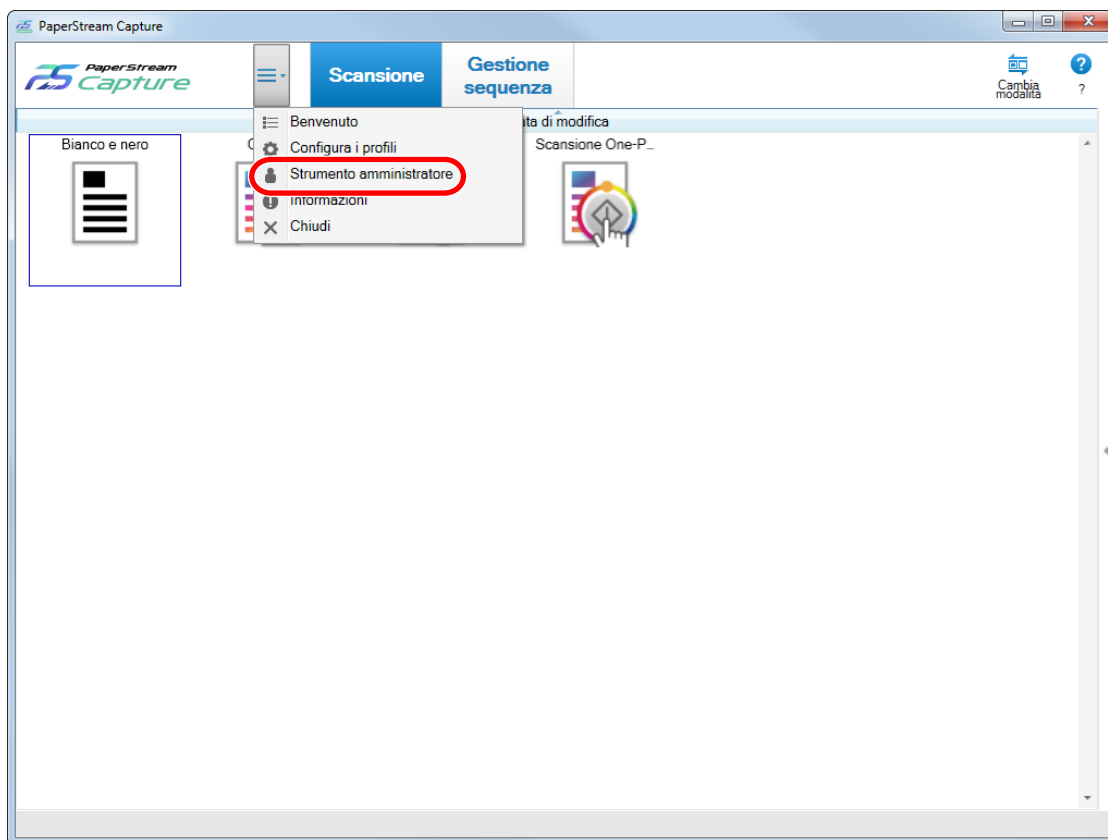 PaperStream Capture
PaperStream
Capture
Scansione
Gestione
sequenza
Cambia
modalità
?
?
Benvenuto
Configura i profili
Strumento amministratore
Informazioni
Chiudi
di modifica
Bianco e nero
Scansione One-P...